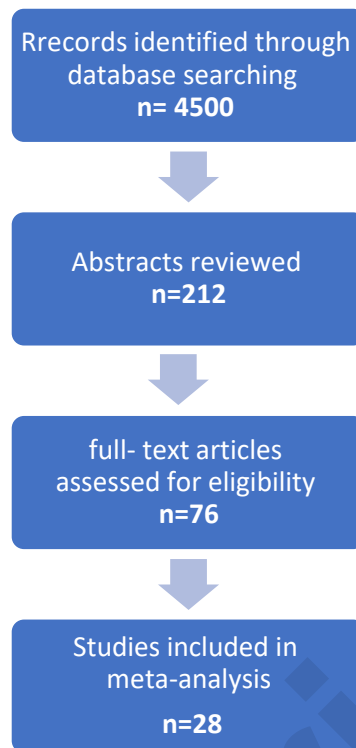 Rrecords identified through
database searching
n= 4500
Abstracts reviewed
n=212
full- text articles
assessed for eligibility
n=76
Studies included in
meta-analysis
n=28